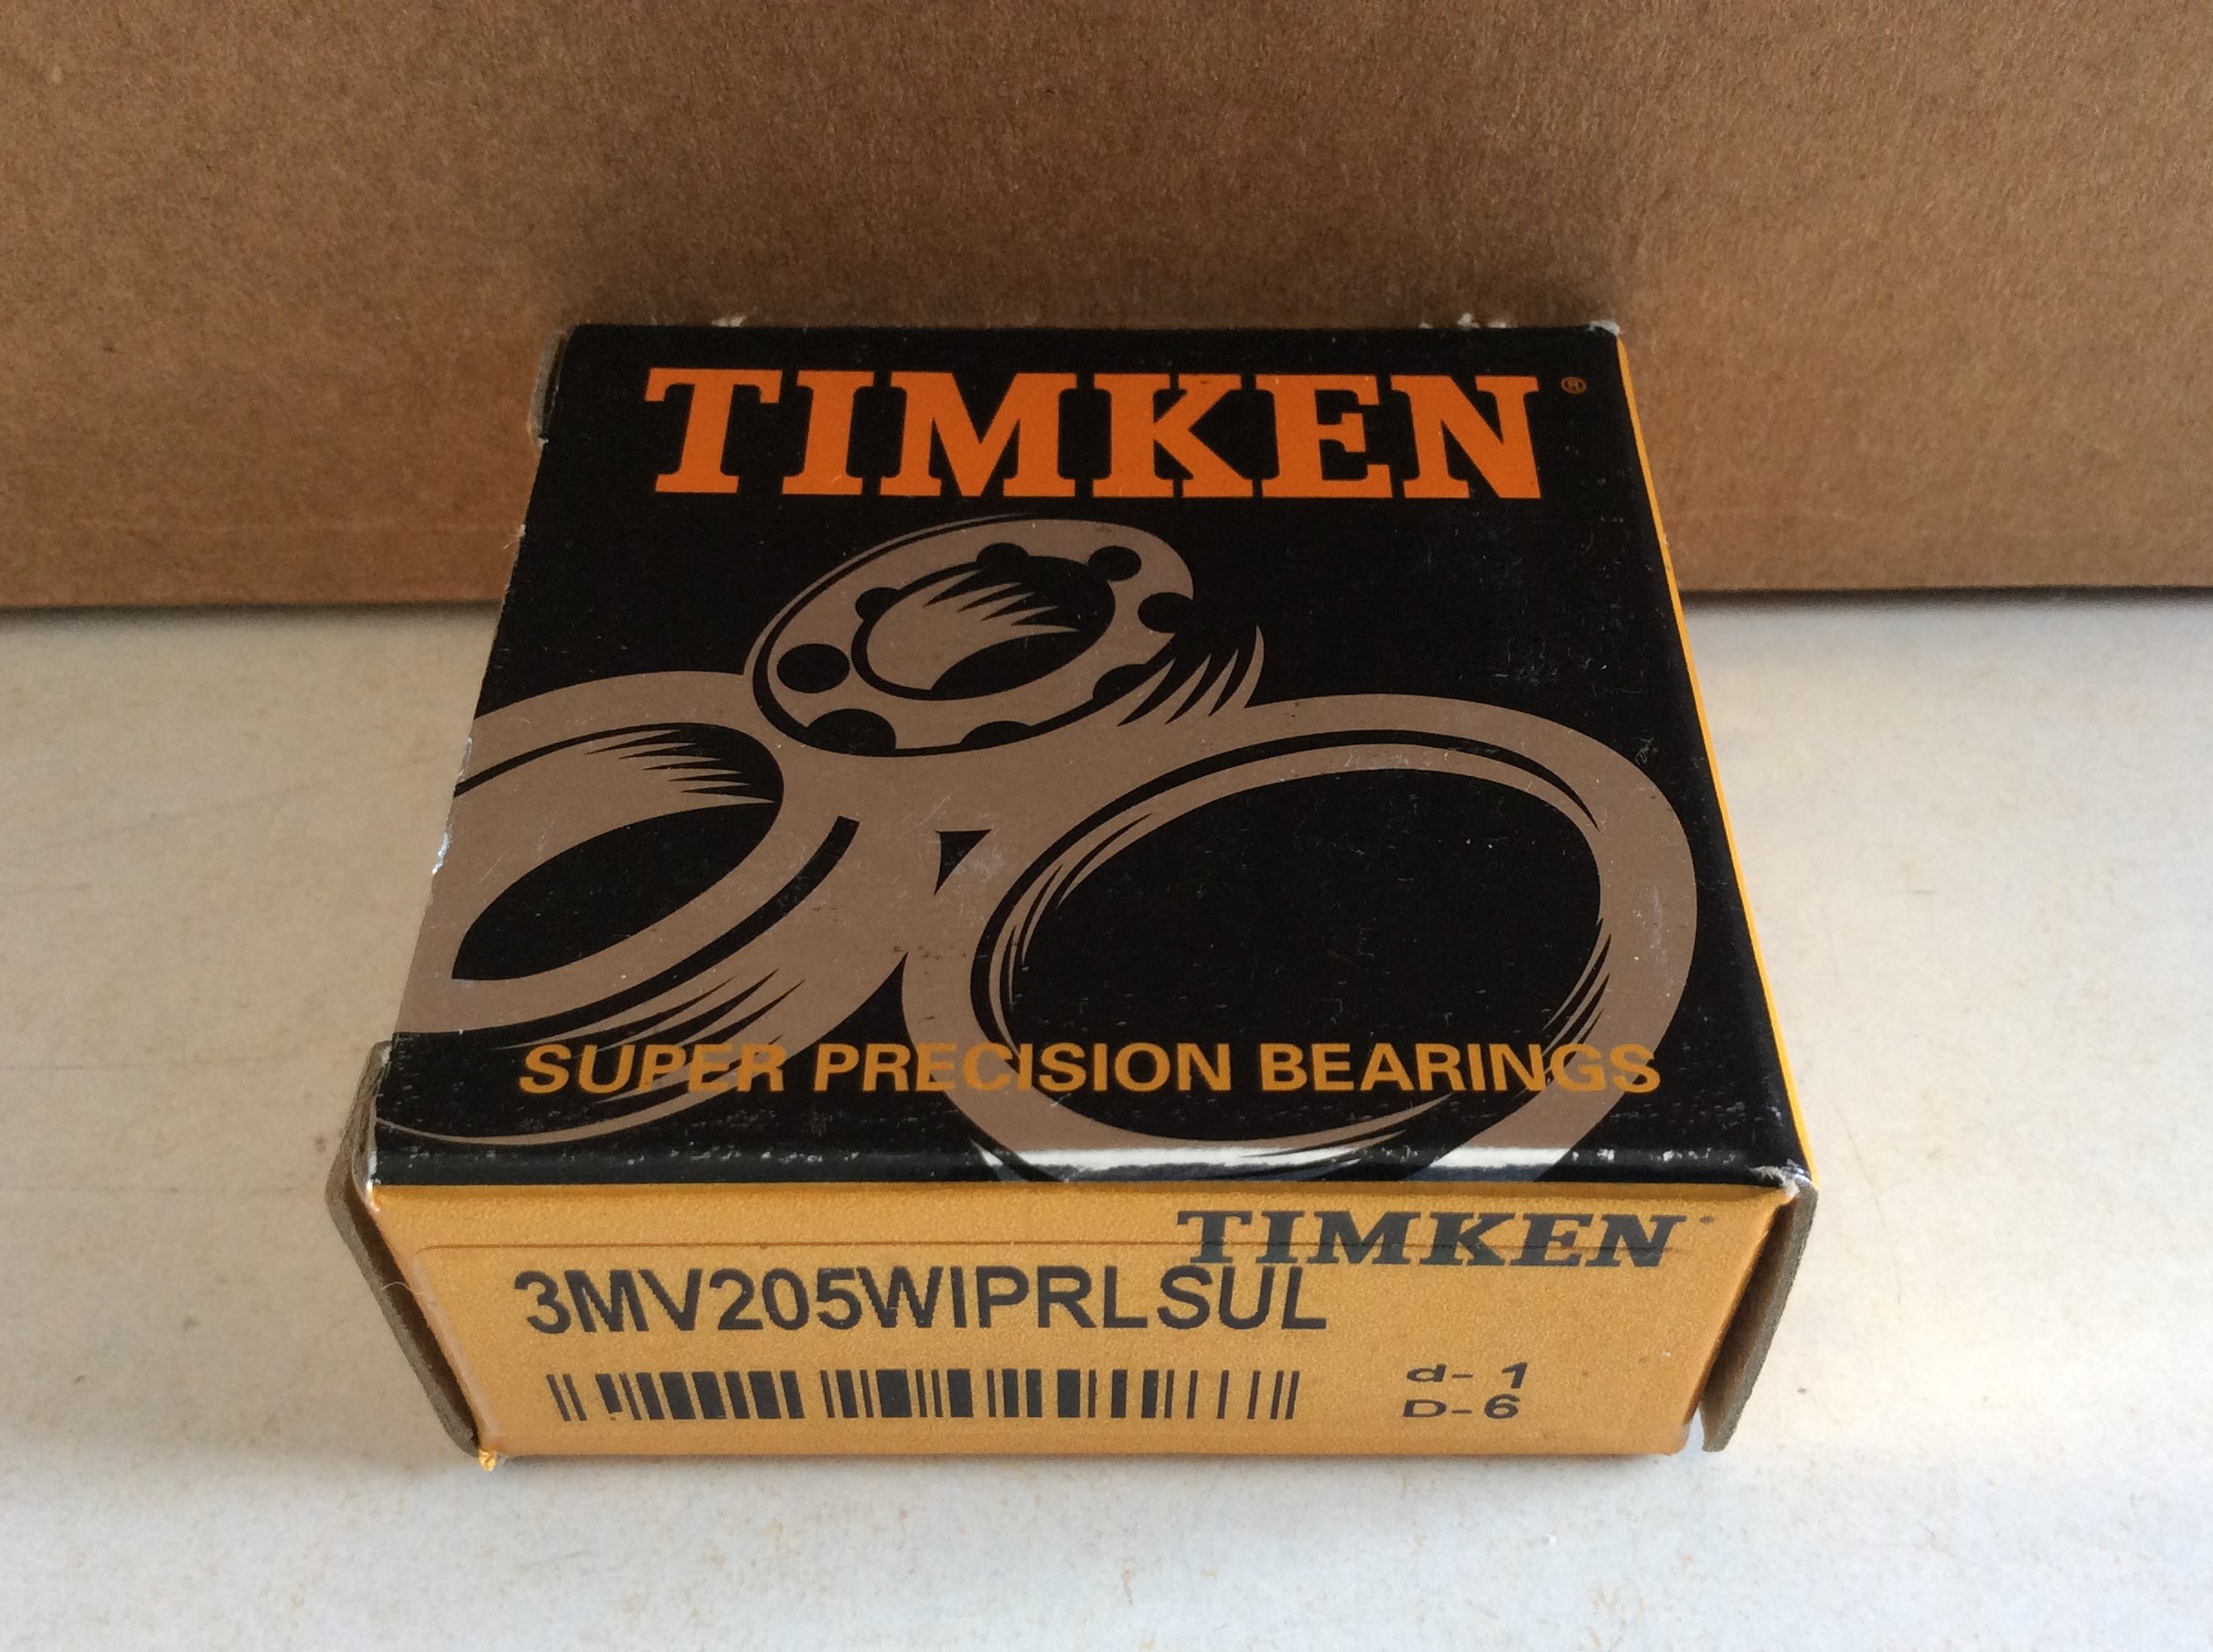 TIMKEN®
SUPER PRECISION BEARINGS
TIMKEN
3MV205WIPRLSUL
d- 1
D- 6